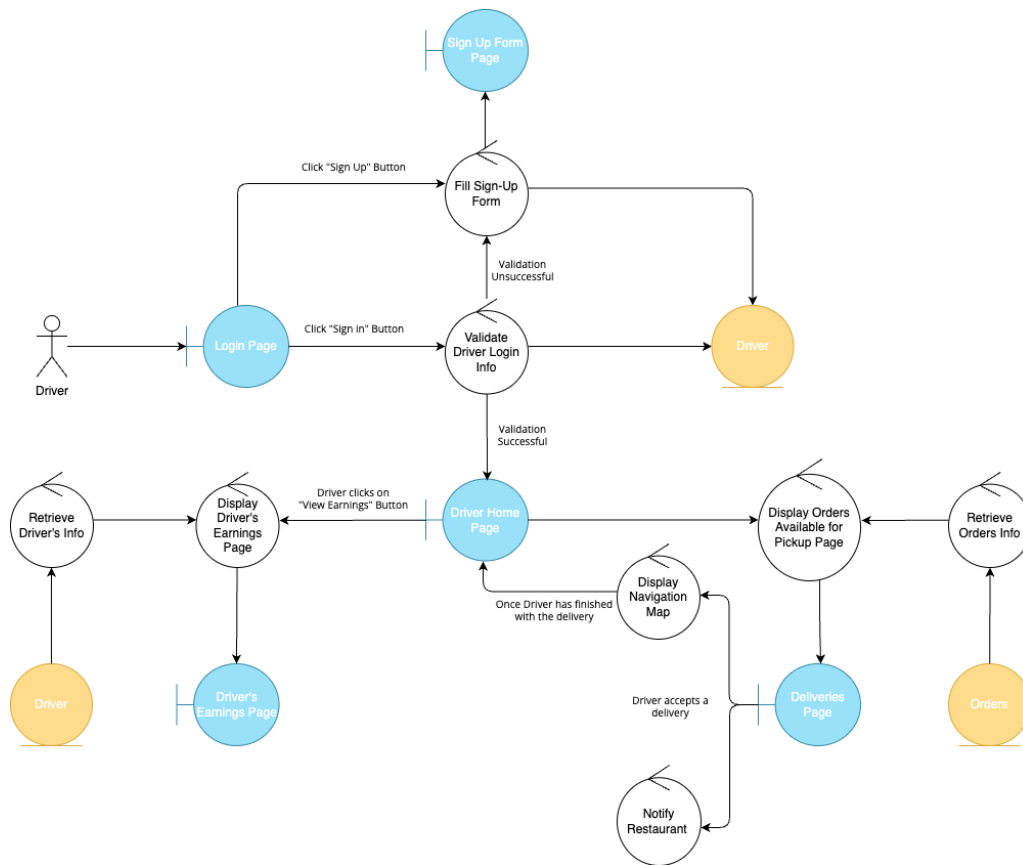 Sign Up Form
Page
Click "Sign Up" Button
Fill Sign-Up
Form
Validation
Unsuccessful
Driver
Login Page
Click "Sign in" Button
Validate
Driver Login
Info
Driver
Validation
Successful
Retrieve
Driver's Info
Display
Driver's
Earnings
Page
Driver clicks on
"View Earnings" Button
Driver Home
Page
Display Orders
Available for
Pickup Page
Retrieve
Orders Info
Display
Navigation
Map
Once Driver has finished
with the delivery
Driver
Driver's
Earnings Page
Driver accepts a
delivery
Deliveries
Page
Orders
Notify
Restaurant